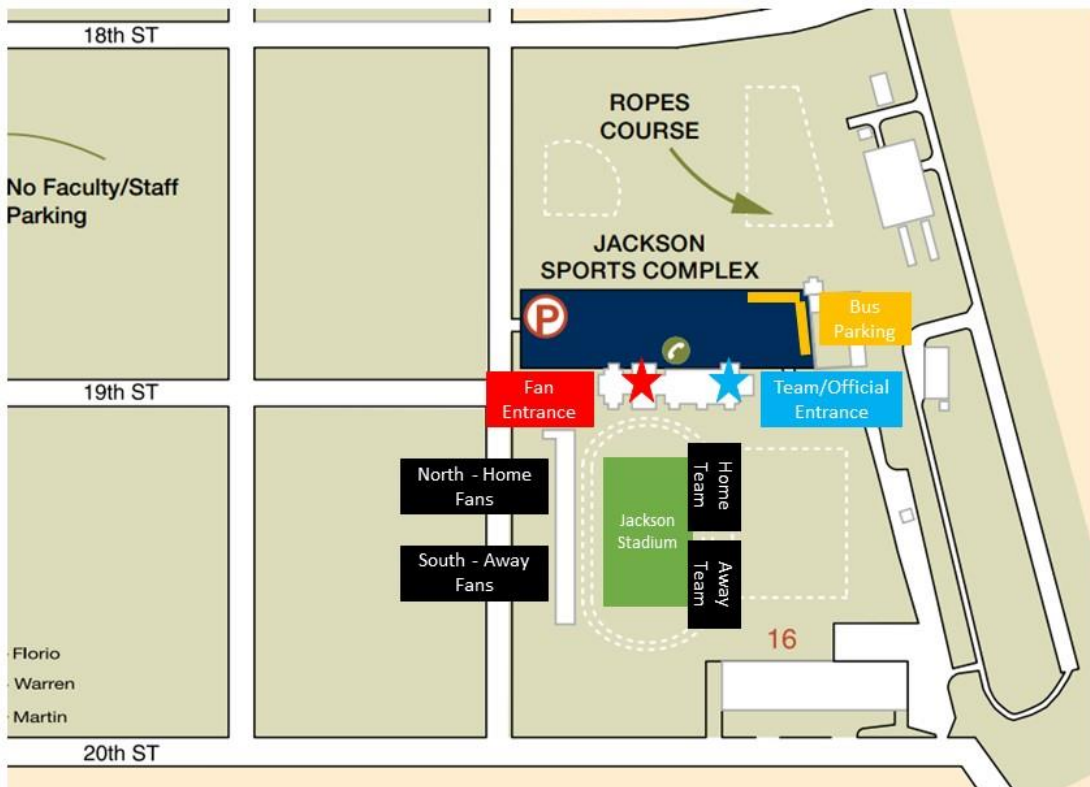 18th ST
ROPES
COURSE
No Faculty/Staff
Parking
JACKSON
SPORTS COMPLEX
P
Bus
Parking
19th ST
Fan
Entrance
Team/Official
Entrance
North - Home
Fans
Home
Team
Jackson
Stadium
South - Away
Fans
Away
Team
16
Florio
Warren
Martin
20th ST